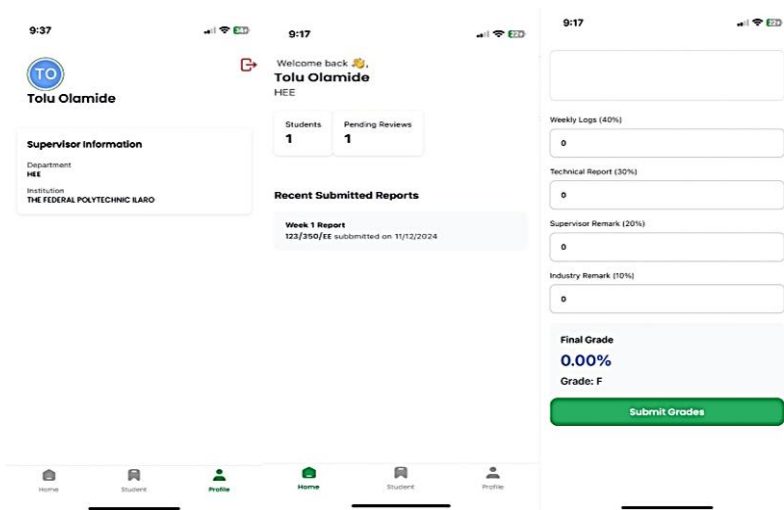 9:37
TO
Tolu Olamide
Supervisor Information
Department
HEE
Institution
THE FEDERAL POLYTECHNIC ILARO
Home Student Profile
9:17
Welcome back 👋,
Tolu Olamide
HEE
Students Pending Reviews
1 1
Recent Submitted Reports
Week 1 Report
123/350/EE subbmitted on 11/12/2024
Home Student Profile
9:17
Weekly Logs (40%)
0
Technical Report (30%)
0
Supervisor Remark (20%)
0
Industry Remark (10%)
0
Final Grade
0.00%
Grade: F
Submit Grades